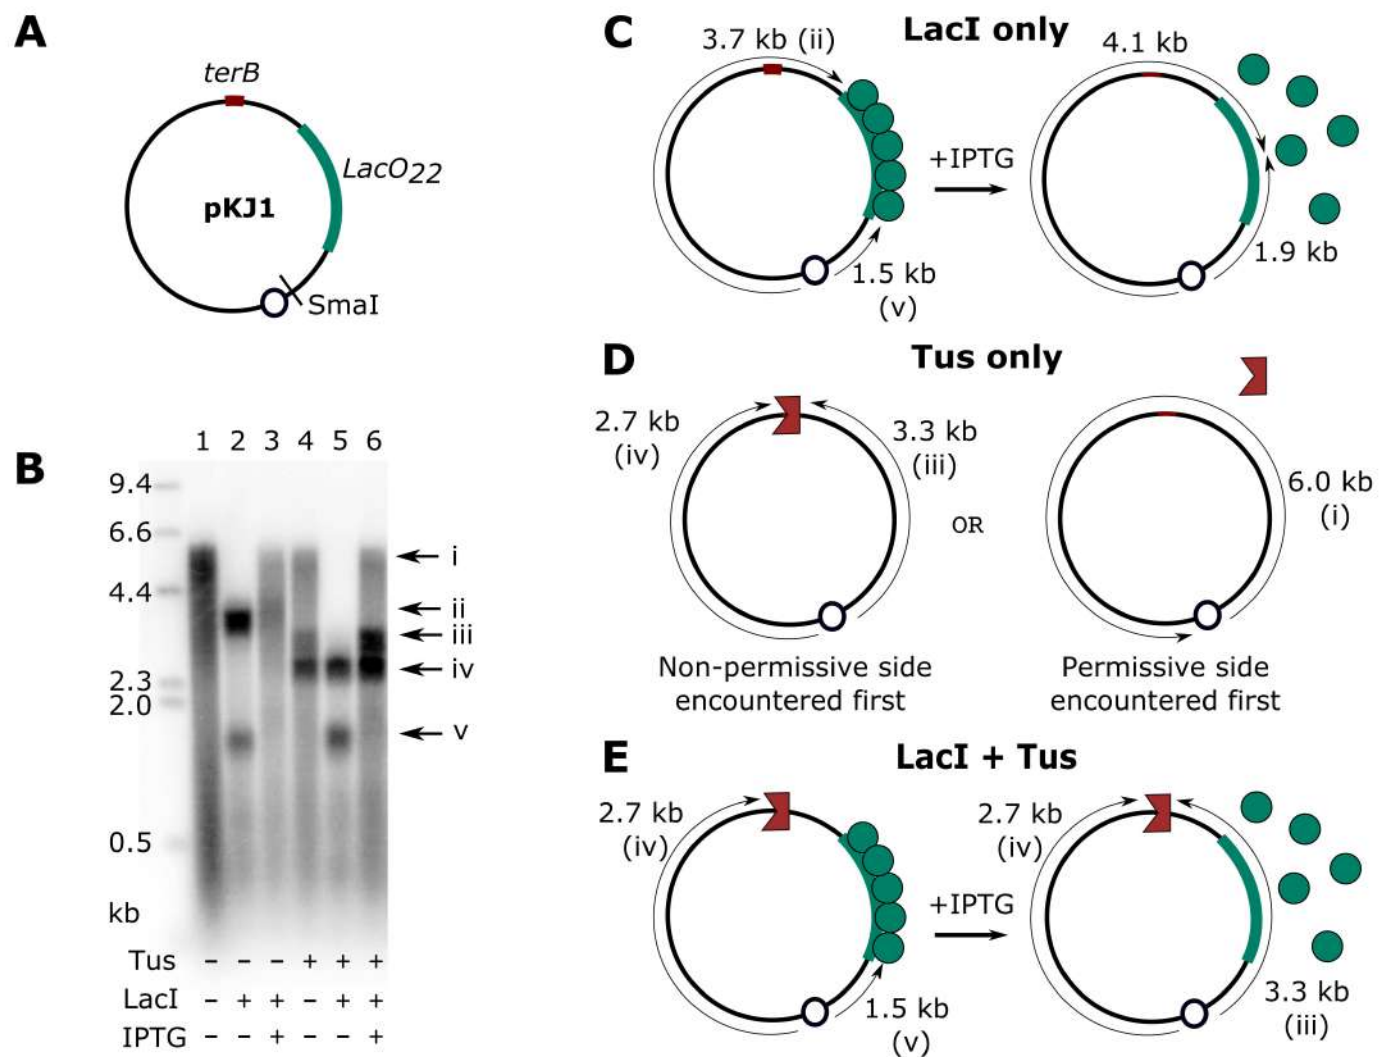 A
terB
LacO22
pKJ1
SmaI
B
1 2 3 4 5 6
9.4
6.6
4.4
2.3
2.0
0.5
kb
i
ii
iii
iv
v
Tus - - - + + +
LacI - + + - + +
IPTG + - - +
C
LacI only
3.7 kb (ii)
1.5 kb
(v)
+IPTG
4.1 kb
1.9 kb
D
Tus only
2.7 kb
(iv)
3.3 kb
(iii)
Non-permissive side
encountered first
OR
6.0 kb
(i)
Permissive side
encountered first
E
LacI + Tus
2.7 kb
(iv)
1.5 kb
(v)
+IPTG
2.7 kb
(iv)
3.3 kb
(iii)